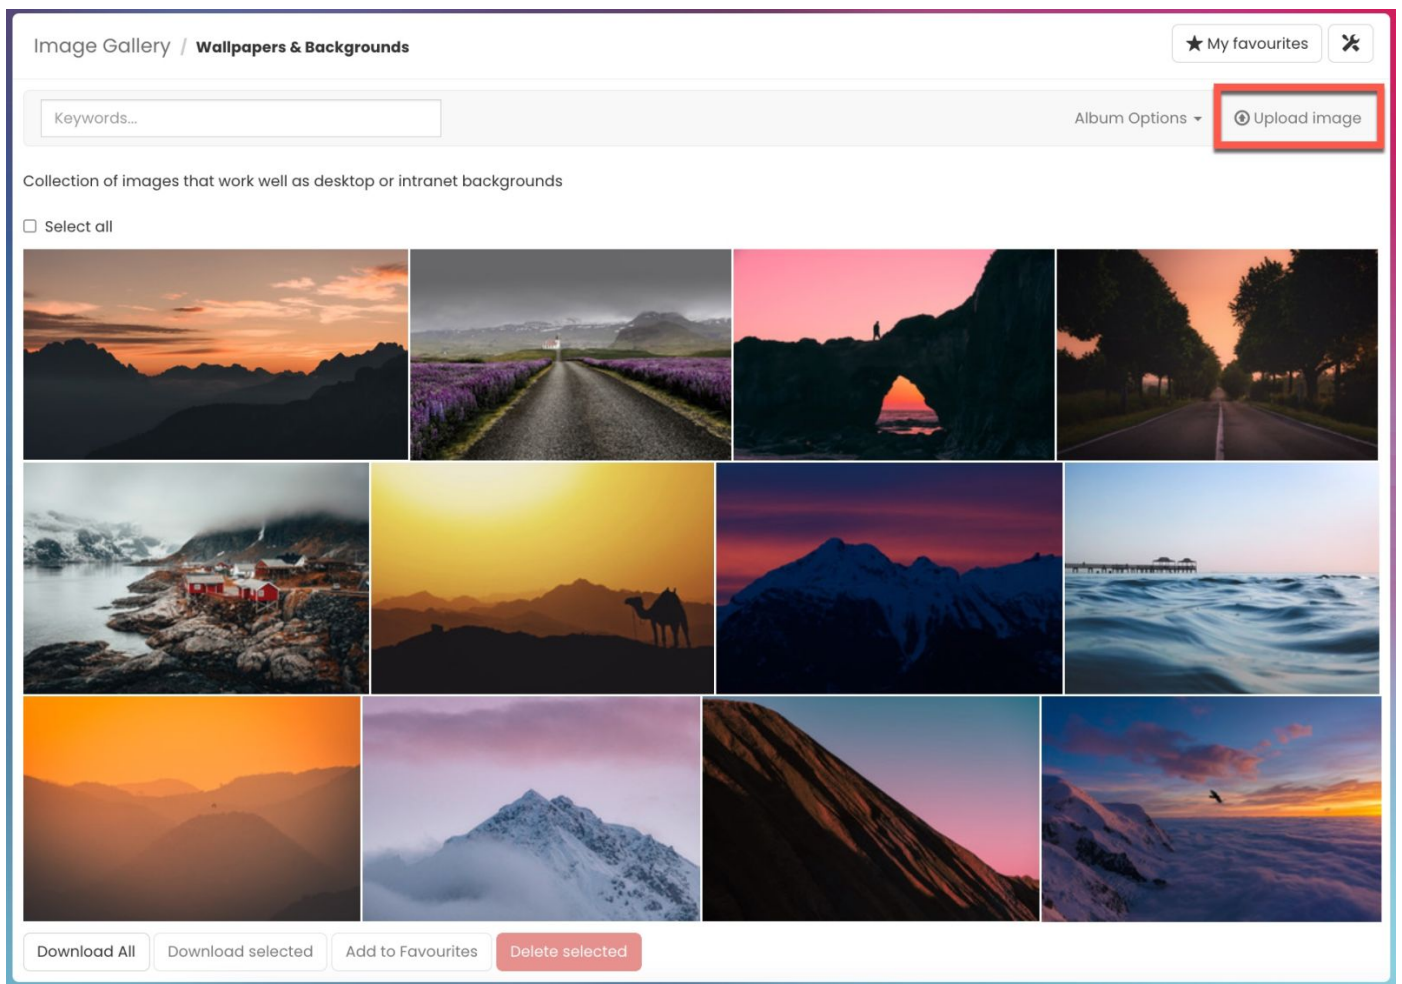 Image Gallery / Wallpapers & Backgrounds
My favourites
Keywords...
Album Options
Upload image
Collection of images that work well as desktop or intranet backgrounds
Select all
Download All
Download selected
Add to Favourites
Delete selected